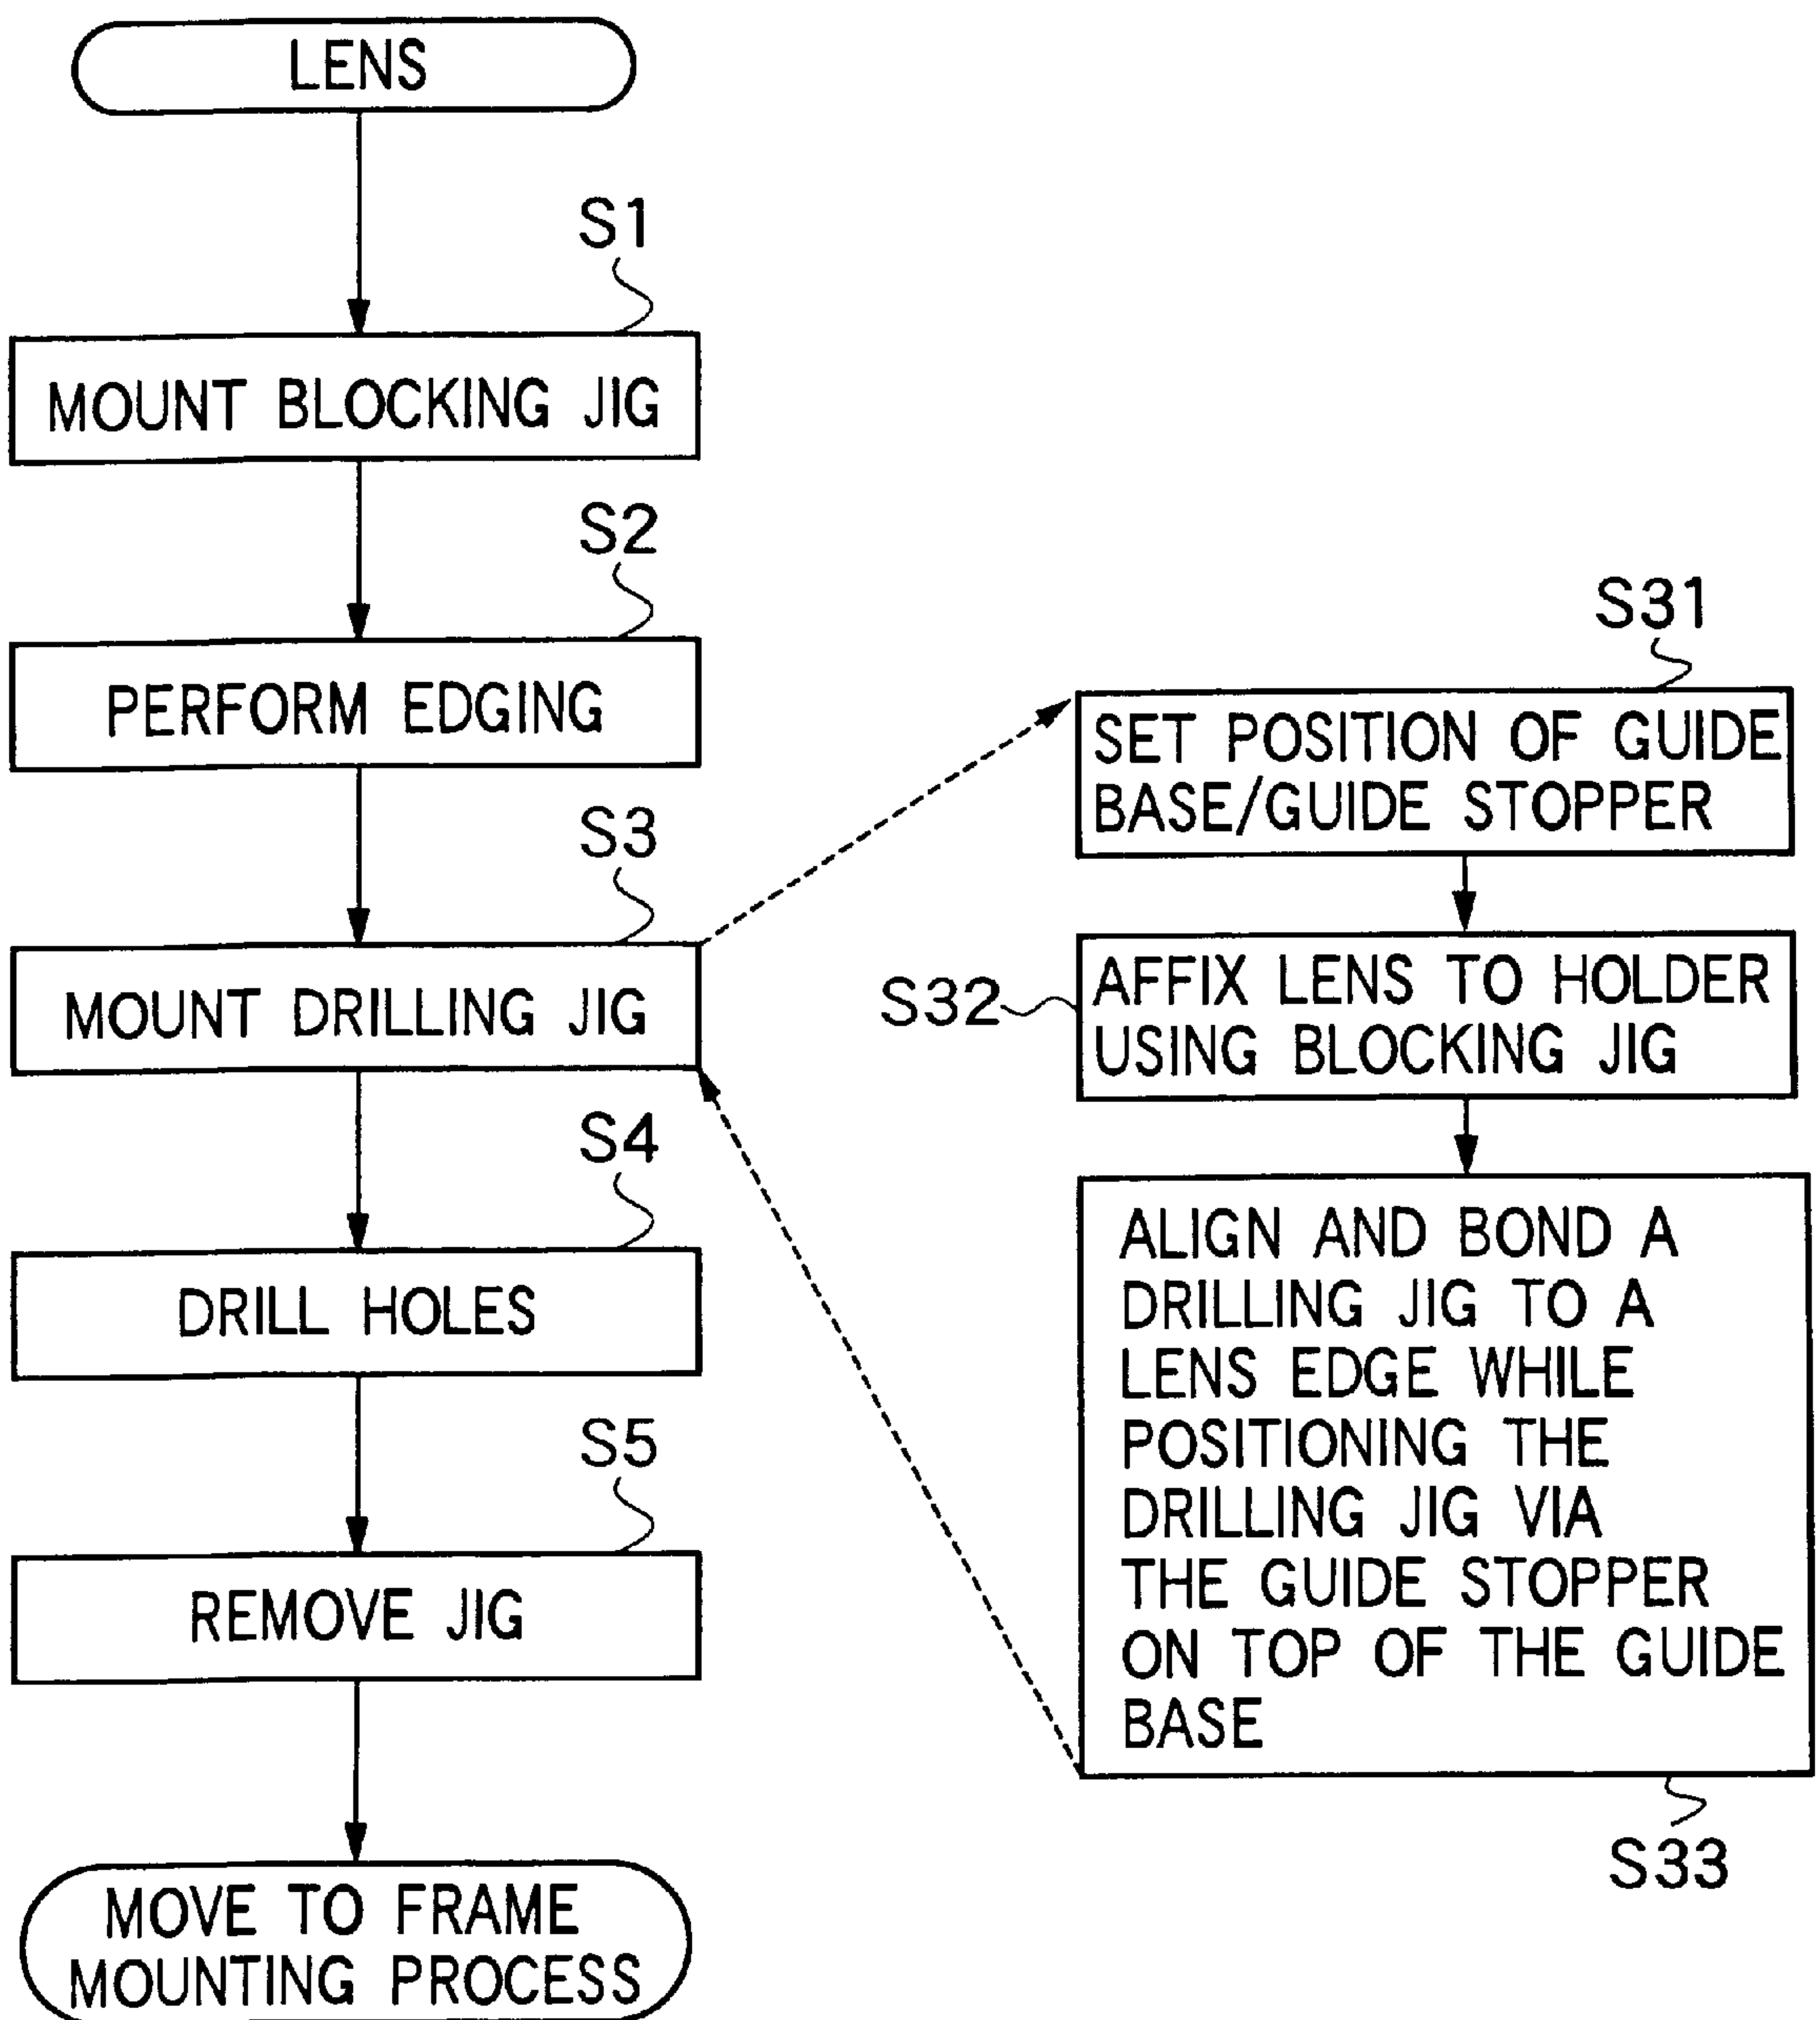 LENS
S1
MOUNT BLOCKING JIG
S2
PERFORM EDGING
S3
MOUNT DRILLING JIG
S4
DRILL HOLES
S5
REMOVE JIG
MOVE TO FRAME
MOUNTING PROCESS
S31
SET POSITION OF GUIDE
BASE/GUIDE STOPPER
S32
AFFIX LENS TO HOLDER
USING BLOCKING JIG
ALIGN AND BOND A
DRILLING JIG TO A
LENS EDGE WHILE
POSITIONING THE
DRILLING JIG VIA
THE GUIDE STOPPER
ON TOP OF THE GUIDE
BASE
S33